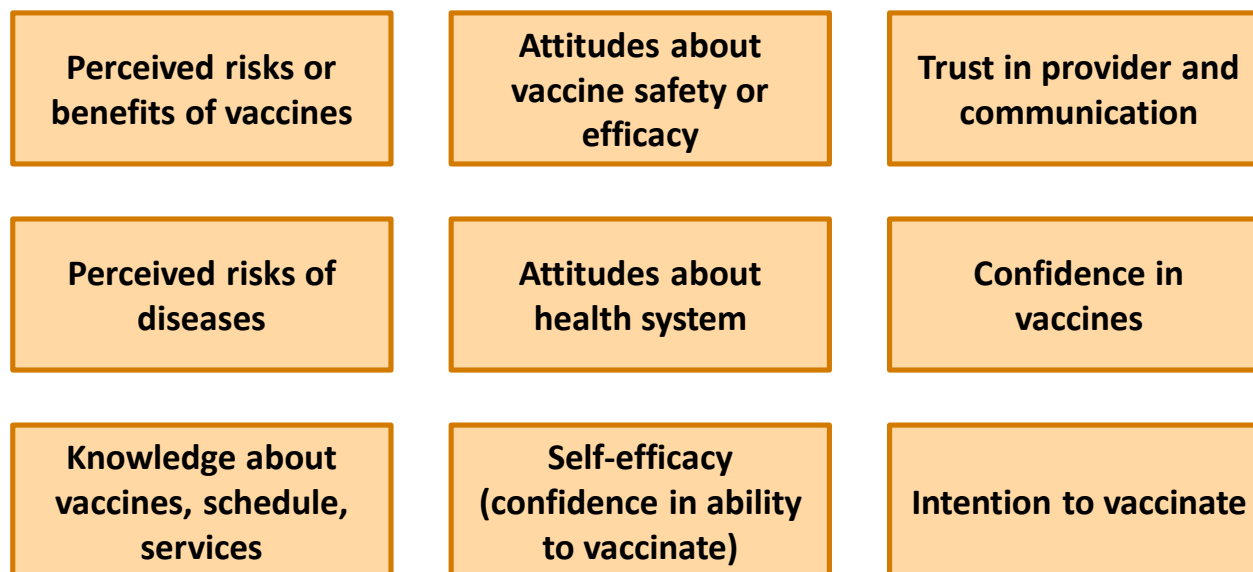 Perceived risks or
benefits of vaccines
Attitudes about
vaccine safety or
efficacy
Trust in provider and
communication
Perceived risks of
diseases
Attitudes about
health system
Confidence in
vaccines
Knowledge about
vaccines, schedule,
services
Self-efficacy
(confidence in ability
to vaccinate)
Intention to vaccinate